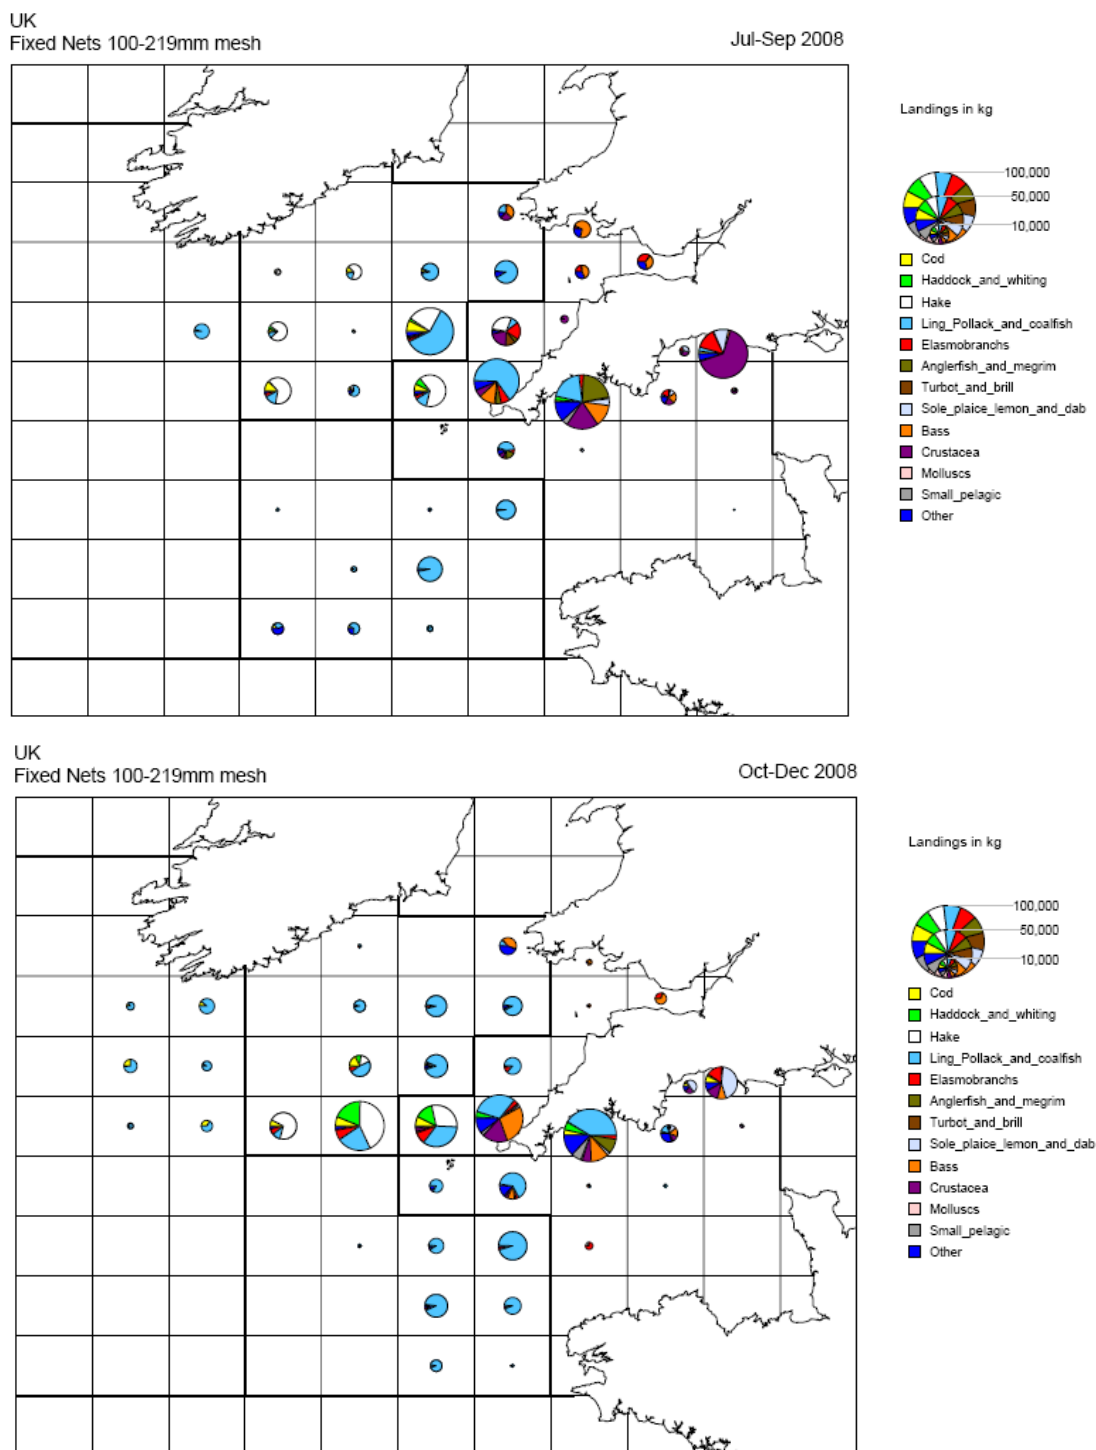 UK
Fixed Nets 100-219mm mesh
Jul-Sep 2008
Landings in kg
100,000
50,000
10,000
Cod
Haddock_and_whiting
Hake
Ling_Pollack_and_coalfish
Elasmobranchs
Anglerfish_and_megrim
Turbot_and_brill
Sole_plaice_lemon_and_dab
Bass
Crustacea
Molluscs
Small_pelagic
Other
UK
Fixed Nets 100-219mm mesh
Oct-Dec 2008
Landings in kg
100,000
50,000
10,000
Cod
Haddock_and_whiting
Hake
Ling_Pollack_and_coalfish
Elasmobranchs
Anglerfish_and_megrim
Turbot_and_brill
Sole_plaice_lemon_and_dab
Bass
Crustacea
Molluscs
Small_pelagic
Other